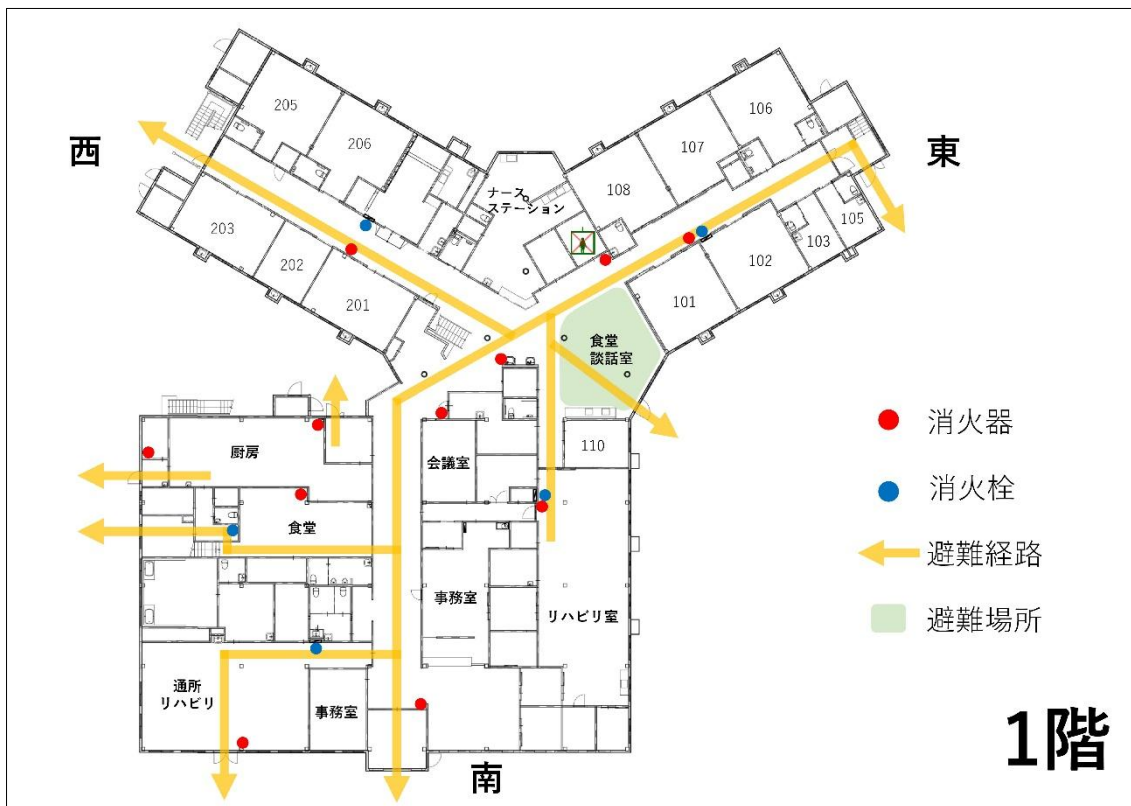 西
205
206
ナース
ステーション
106
107
108
東
203
202
201
105
103
102
101
食堂
談話室
厨房
会議室
110
食堂
事務室
リハビリ室
通所
リハビリ
事務室
南
消火器
消火栓
避難経路
避難場所
1階